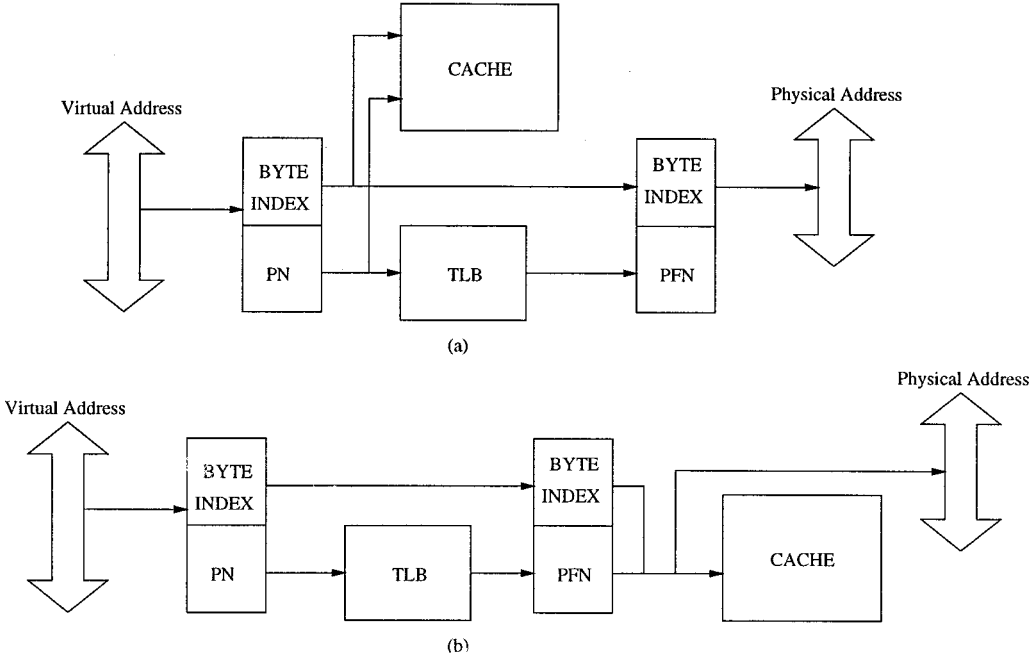 CACHE
Virtual Address
Physical Address
BYTE
INDEX
BYTE
INDEX
PN
TLB
PFN
(a)
Physical Address
Virtual Address
BYTE
INDEX
BYTE
INDEX
PN
TLB
PFN
CACHE
(b)